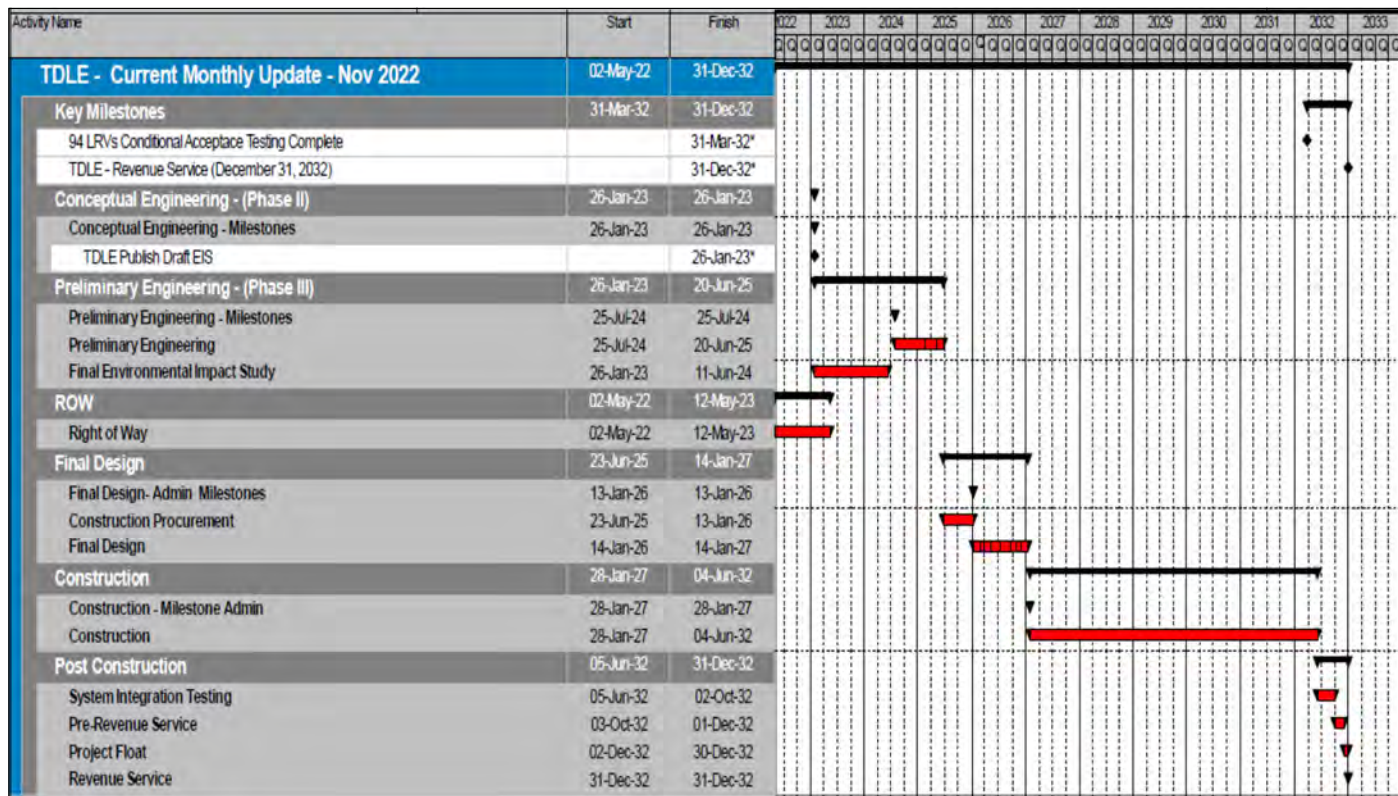 Activity Name Start Finish 2022 2023 2024 2025 2026 2027 2028 2029 2030 2031 2032 2033
Q Q Q Q Q Q Q Q Q Q Q Q Q Q Q Q Q Q Q Q Q Q Q Q Q Q Q Q Q Q Q Q Q Q Q Q Q Q Q Q Q Q Q Q Q Q
TDLE - Current Monthly Update - Nov 2022 02-May-22 31-Dec-32
Key Milestones 31-Mar-32 31-Dec-32
94 LRVs Conditional Acceptace Testing Complete 31-Mar-32*
TDLE - Revenue Service (December 31, 2032) 31-Dec-32*
Conceptual Engineering - (Phase II) 26-Jan-23 26-Jan-23
Conceptual Engineering - Milestones 26-Jan-23 26-Jan-23
TDLE Publish Draft EIS 26-Jan-23*
Preliminary Engineering - (Phase III) 26-Jan-23 20-Jun-25
Preliminary Engineering - Milestones 25-Jul-24 25-Jul-24
Preliminary Engineering 25-Jul-24 20-Jun-25
Final Environmental Impact Study 26-Jan-23 11-Jun-24
ROW 02-May-22 12-May-23
Right of Way 02-May-22 12-May-23
Final Design 23-Jun-25 14-Jan-27
Final Design- Admin Milestones 13-Jan-26 13-Jan-26
Construction Procurement 23-Jun-25 13-Jan-26
Final Design 14-Jan-26 14-Jan-27
Construction 28-Jan-27 04-Jun-32
Construction - Milestone Admin 28-Jan-27 28-Jan-27
Construction 28-Jan-27 04-Jun-32
Post Construction 05-Jun-32 31-Dec-32
System Integration Testing 05-Jun-32 02-Oct-32
Pre-Revenue Service 03-Oct-32 01-Dec-32
Project Float 02-Dec-32 30-Dec-32
Revenue Service 31-Dec-32 31-Dec-32